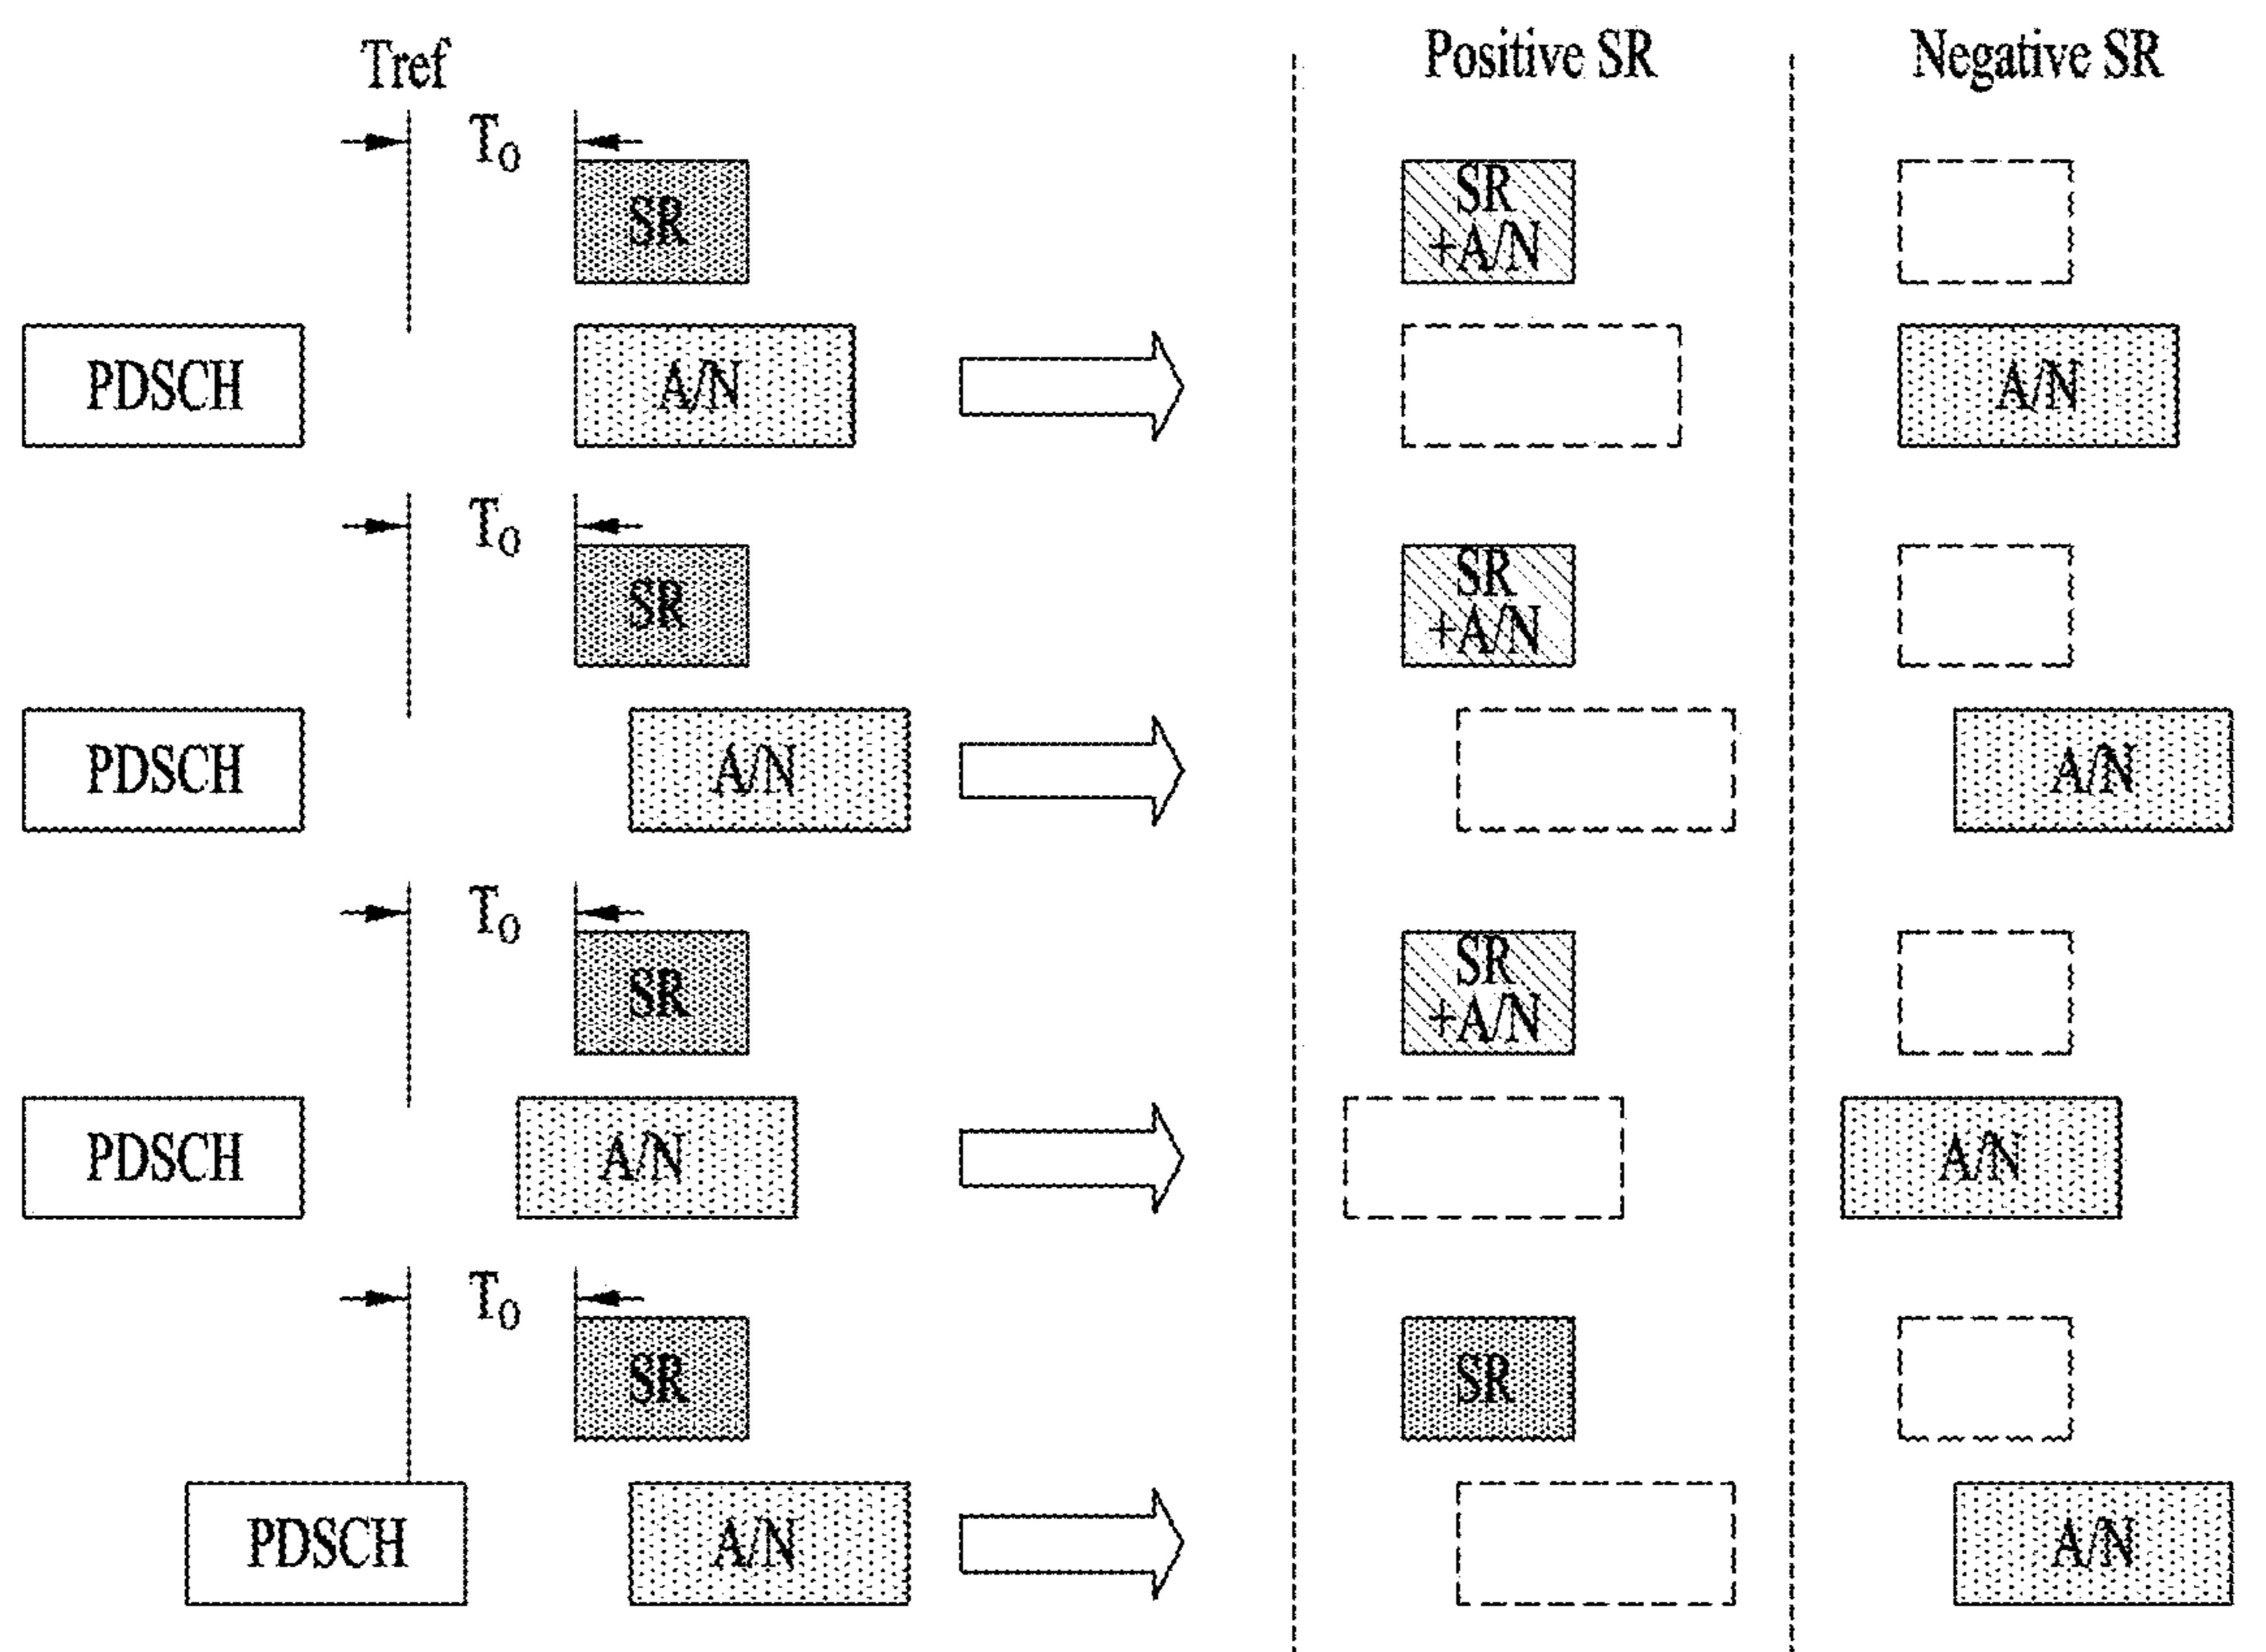 Tref
Positive SR
Negative SR
T0
SR
SR
+A/N
PDSCH
A/N
A/N
T0
SR
SR
+A/N
PDSCH
A/N
A/N
T0
SR
SR
+A/N
PDSCH
A/N
A/N
T0
SR
SR
PDSCH
A/N
A/N